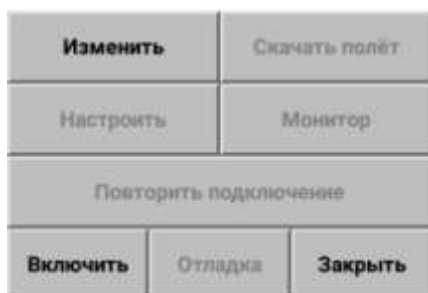 Изменить Скачать полёт
Настроить Монитор
Повторить подключение
Включить Отладка Закрыть